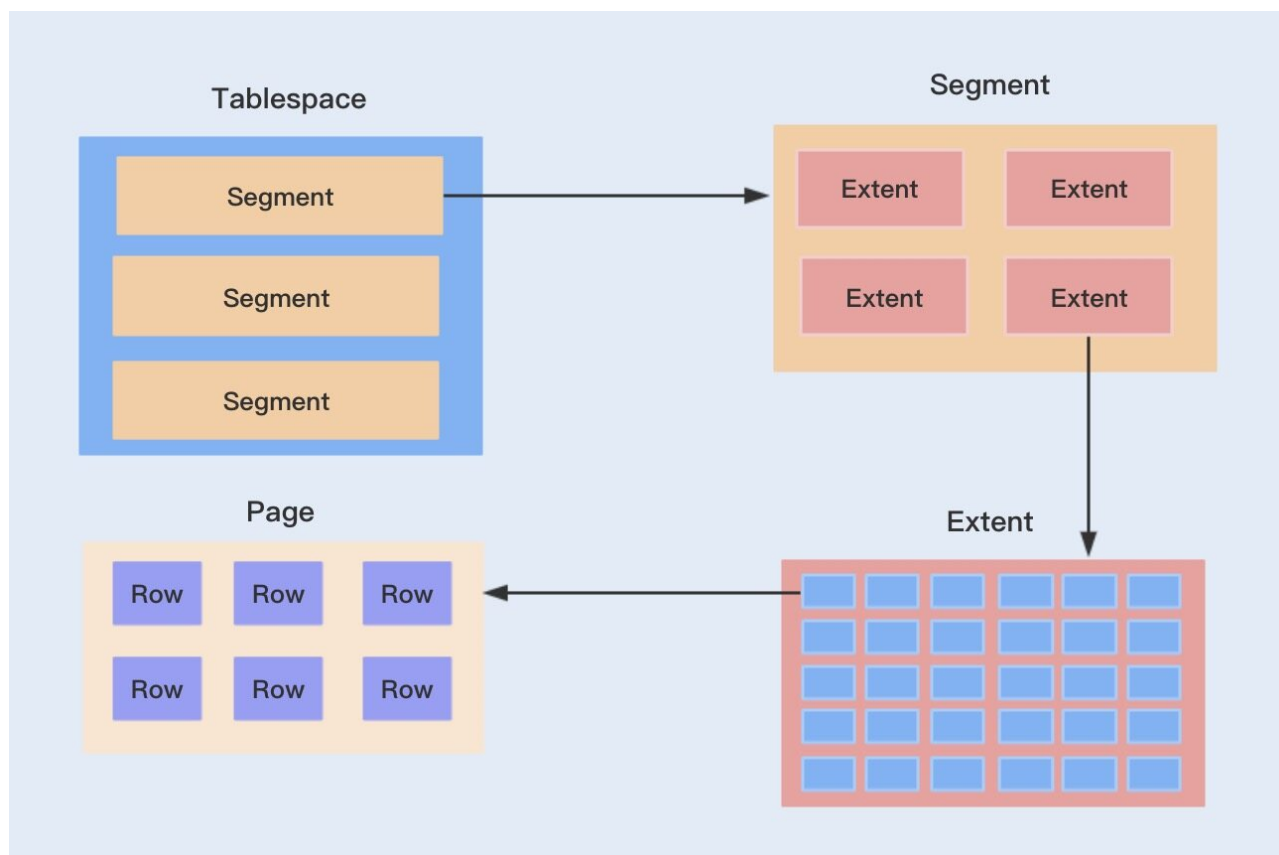 Tablespace
Segment
Segment
Segment
Segment
Extent
Extent
Extent
Extent
Page
Row
Row
Row
Row
Row
Row
Extent